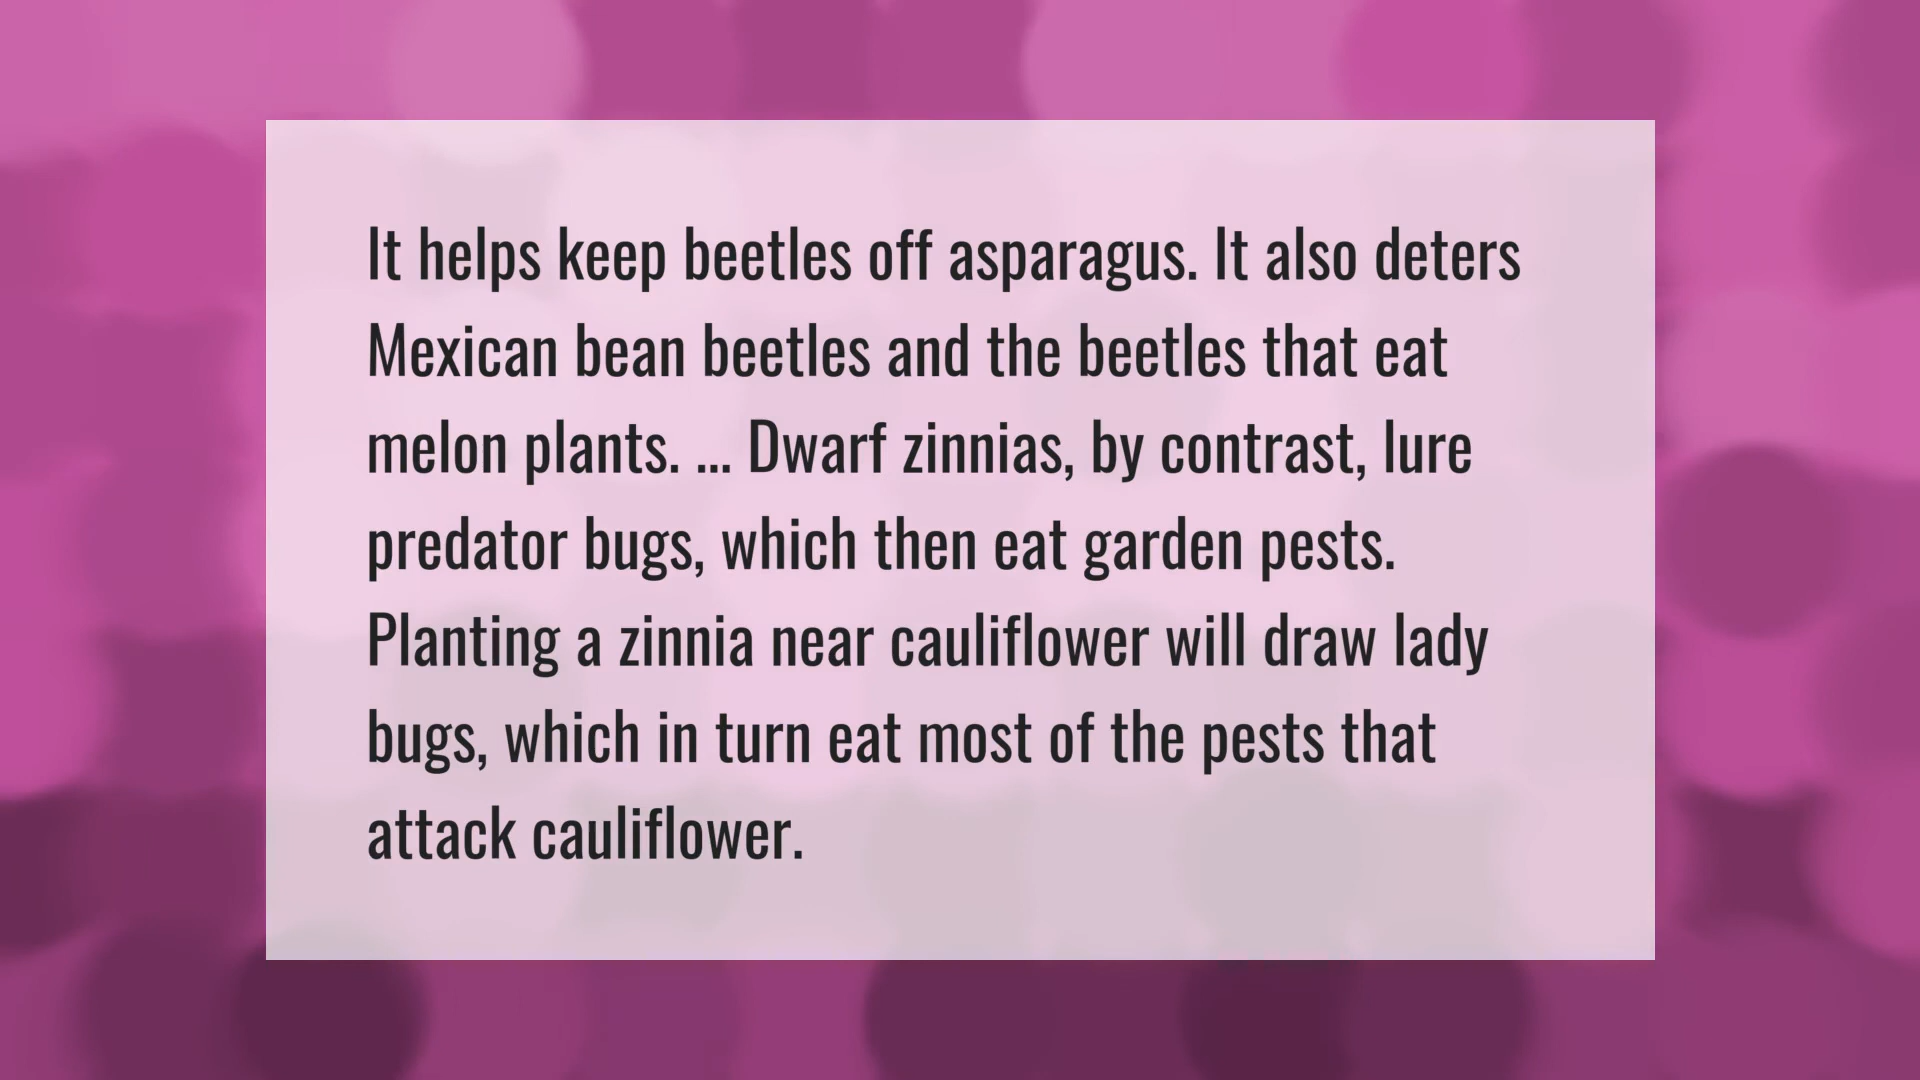 It helps keep beetles off asparagus. It also deters
Mexican bean beetles and the beetles that eat
melon plants. ... Dwarf zinnias, by contrast, lure
predator bugs, which then eat garden pests.
Planting a zinnia near cauliflower will draw lady
bugs, which in turn eat most of the pests that
attack cauliflower.